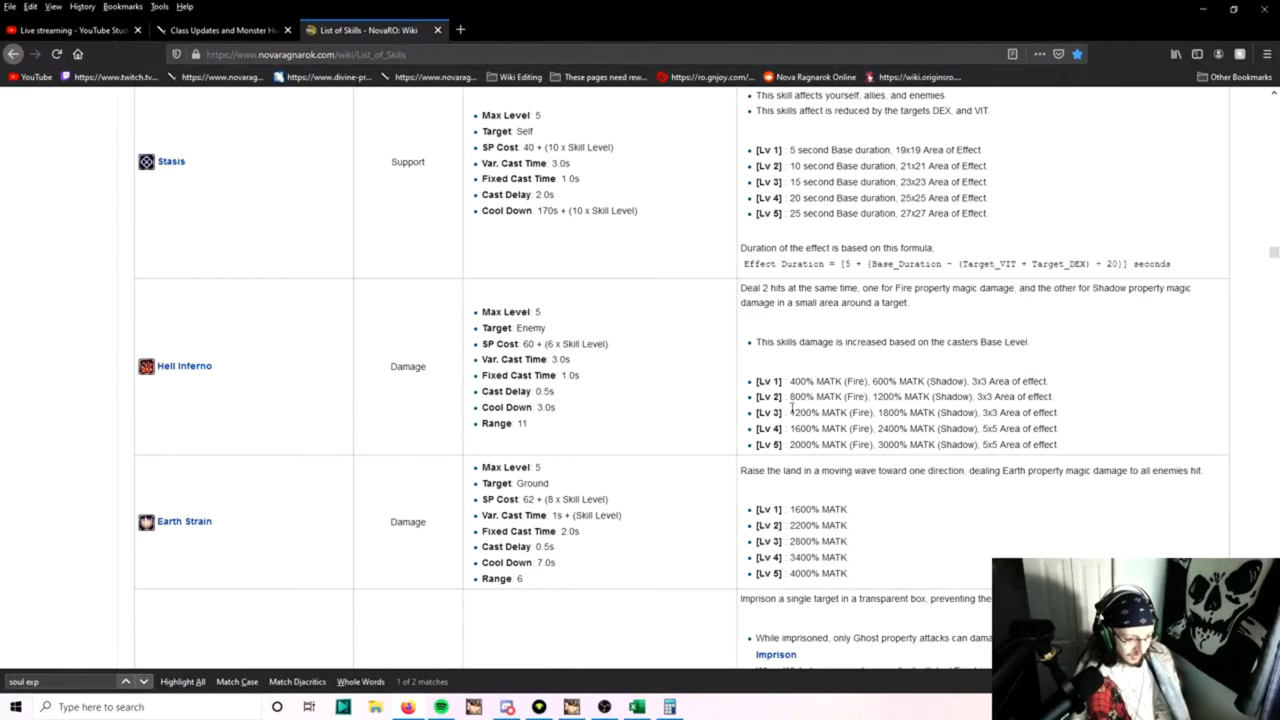 File Edit View History Bookmarks Tools Help
Live streaming - YouTube Stud
Class Updates and Monster H
List of Skills - NovaRO: Wiki
https://www.novaragnarok.com/wiki/List_of_Skills
YouTube https://www.twitch.tv... https://www.novarag... https://www.divine-pr... https://www.novarag... Wiki Editing These pages need rew... https://ro.gnjoy.com/... Nova Ragnarok Online https://wiki.originsro.... Other Bookmarks
This skill affects yourself, allies, and enemies.
This skills affect is reduced by the targets DEX, and VIT.
Stasis
Support
Max Level: 5
Target: Self
SP Cost: 40 + (10 x Skill Level)
Var. Cast Time: 3.0s
Fixed Cast Time: 1.0s
Cast Delay: 2.0s
Cool Down: 170s + (10 x Skill Level)
[Lv 1] : 5 second Base duration, 19x19 Area of Effect.
[Lv 2] : 10 second Base duration, 21x21 Area of Effect.
[Lv 3] : 15 second Base duration, 23x23 Area of Effect.
[Lv 4] : 20 second Base duration, 25x25 Area of Effect.
[Lv 5] : 25 second Base duration, 27x27 Area of Effect.
Duration of the effect is based on this formula;
Effect Duration = [5 + {Base_Duration - (Target_VIT + Target_DEX) ÷ 20}] seconds
Hell Inferno
Damage
Max Level: 5
Target: Enemy
SP Cost: 60 + (6 x Skill Level)
Var. Cast Time: 3.0s
Fixed Cast Time: 1.0s
Cast Delay: 0.5s
Cool Down: 3.0s
Range: 11
Deal 2 hits at the same time, one for Fire property magic damage, and the other for Shadow property magic
damage in a small area around a target.
This skills damage is increased based on the casters Base Level.
[Lv 1] : 400% MATK (Fire), 600% MATK (Shadow), 3x3 Area of effect.
[Lv 2] : 800% MATK (Fire), 1200% MATK (Shadow), 3x3 Area of effect.
[Lv 3] : 1200% MATK (Fire), 1800% MATK (Shadow), 3x3 Area of effect.
[Lv 4] : 1600% MATK (Fire), 2400% MATK (Shadow), 5x5 Area of effect.
[Lv 5] : 2000% MATK (Fire), 3000% MATK (Shadow), 5x5 Area of effect.
Earth Strain
Damage
Max Level: 5
Target: Ground
SP Cost: 62 + (8 x Skill Level)
Var. Cast Time: 1s + (Skill Level)
Fixed Cast Time: 2.0s
Cast Delay: 0.5s
Cool Down: 7.0s
Range: 6
Raise the land in a moving wave toward one direction, dealing Earth property magic damage to all enemies hit.
[Lv 1] : 1600% MATK.
[Lv 2] : 2200% MATK.
[Lv 3] : 2800% MATK.
[Lv 4] : 3400% MATK.
[Lv 5] : 4000% MATK.
Imprison a single target in a transparent box, preventing the
While imprisoned, only Ghost property attacks can dama
Imprison.
soul exp Highlight All Match Case Match Diacritics Whole Words 1 of 2 matches
Type here to search